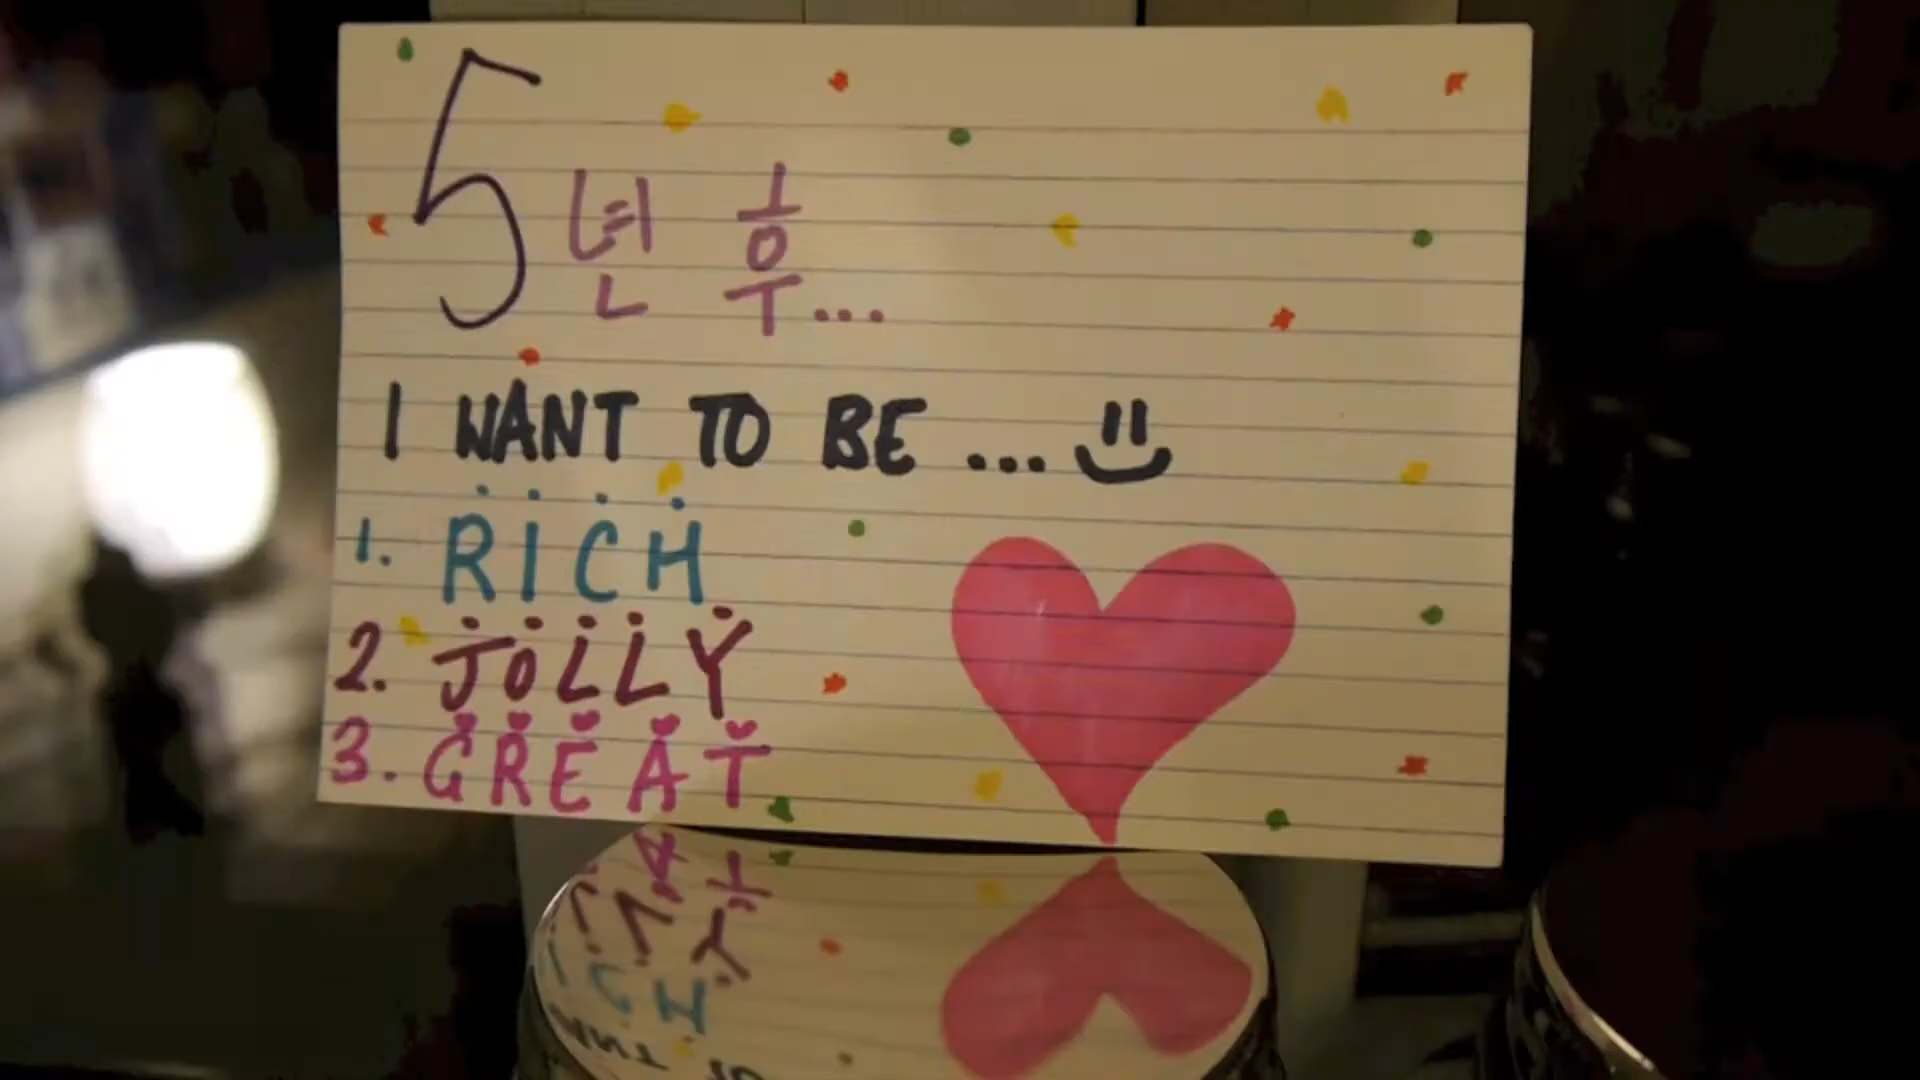 5년 후...
I WANT TO BE ...
1. RICH
2. JOLLY
3. GREAT